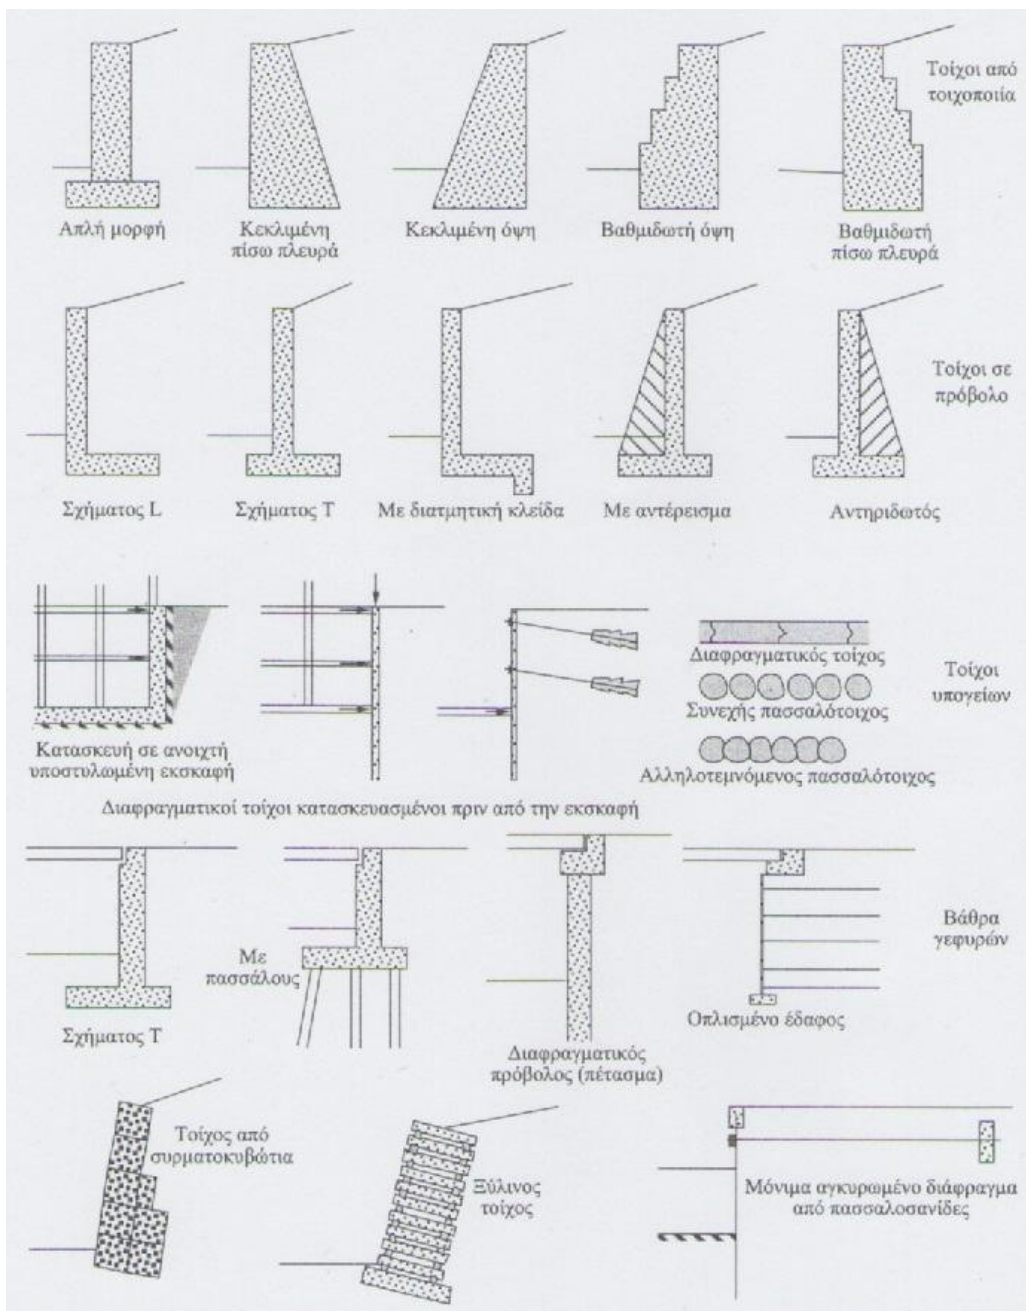 Τοίχοι από
τοιχοποιία
Απλή μορφή
Κεκλιμένη
πίσω πλευρά
Κεκλιμένη όψη
Βαθμιδωτή όψη
Βαθμιδωτή
πίσω πλευρά
Τοίχοι σε
πρόβολο
Σχήματος L
Σχήματος Τ
Με διατμητική κλείδα
Με αντέρεισμα
Αντηριδωτός
Διαφραγματικός τοίχος
Συνεχής πασσαλότοιχος
Αλληλοτεμνόμενος πασσαλότοιχος
Τοίχοι
υπογείων
Κατασκευή σε ανοιχτή
υποστυλωμένη εκσκαφή
Διαφραγματικοί τοίχοι κατασκευασμένοι πριν από την εκσκαφή
Σχήματος Τ
Με
πασσάλους
Διαφραγματικός
πρόβολος (πέτασμα)
Οπλισμένο έδαφος
Βάθρα
γεφυρών
Τοίχος από
συρματοκυβώτια
Ξύλινος
τοίχος
Μόνιμα αγκυρωμένο διάφραγμα
από πασσαλοσανίδες